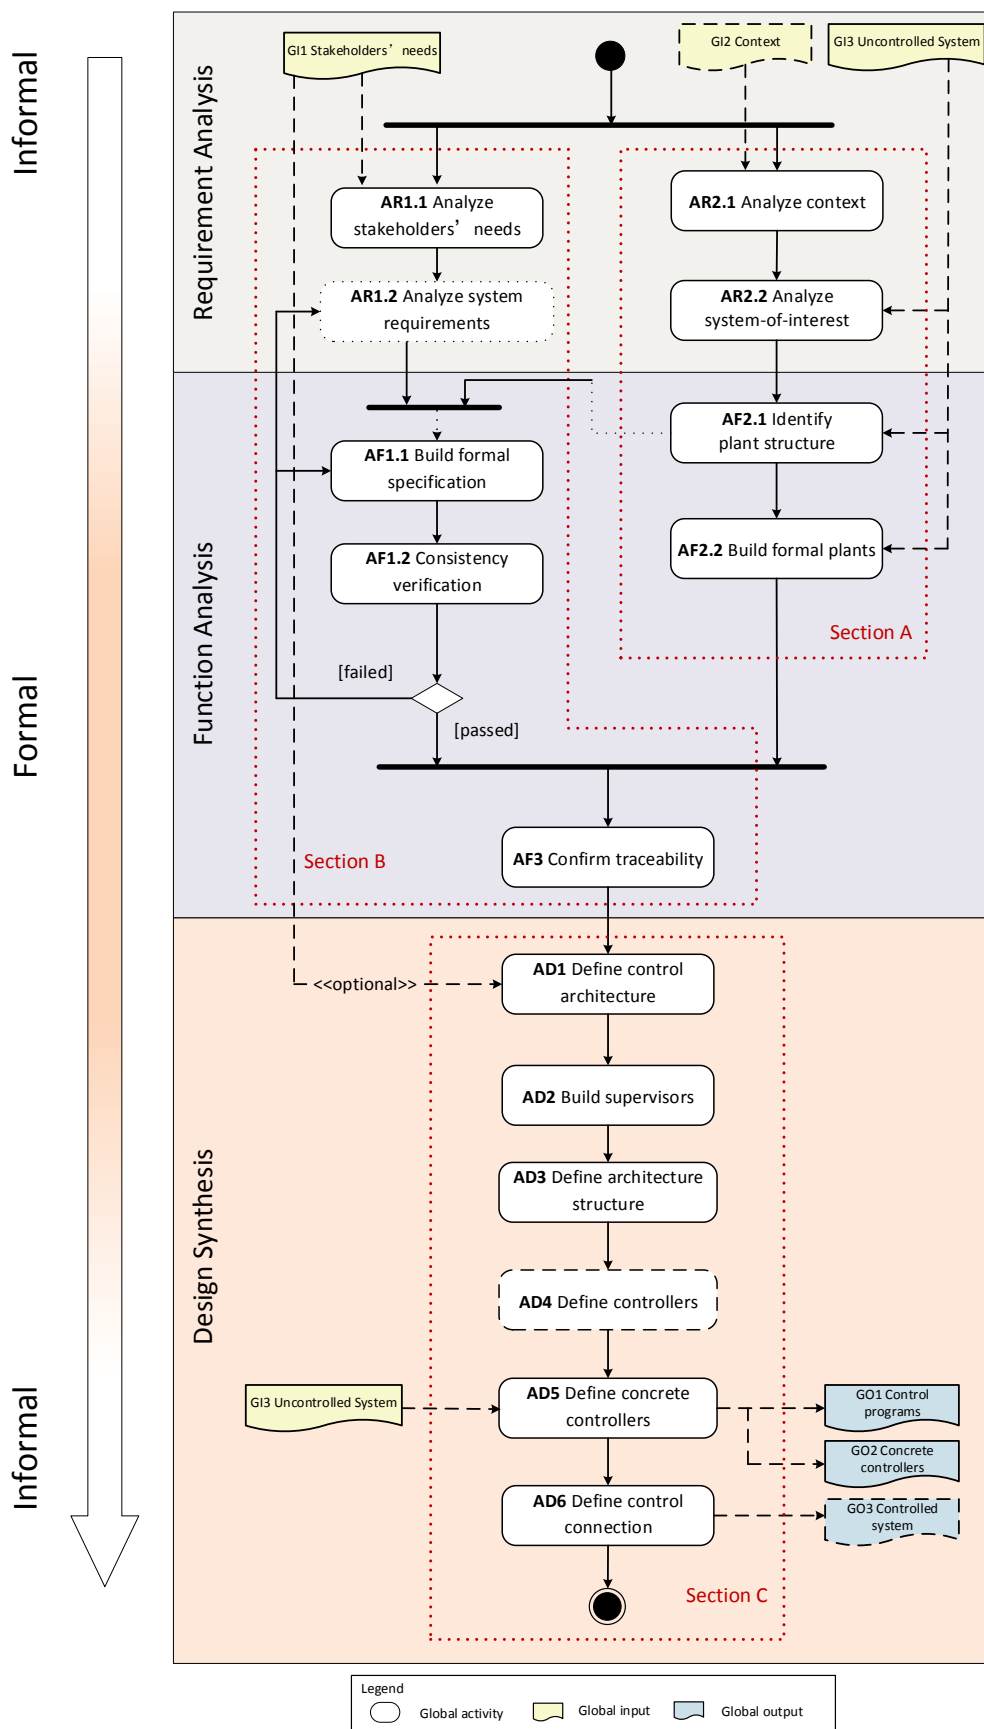 Informal
Formal
Informal
Requirement Analysis
GI1 Stakeholders’ needs
GI2 Context
GI3 Uncontrolled System
AR1.1 Analyze
stakeholders’ needs
AR2.1 Analyze context
AR1.2 Analyze system
requirements
AR2.2 Analyze
system-of-interest
Function Analysis
AF2.1 Identify
plant structure
AF1.1 Build formal
specification
AF2.2 Build formal plants
AF1.2 Consistency
verification
Section A
[failed]
[passed]
AF3 Confirm traceability
Section B
Design Synthesis
AD1 Define control
architecture
<<optional>>
AD2 Build supervisors
AD3 Define architecture
structure
AD4 Define controllers
GI3 Uncontrolled System
AD5 Define concrete
controllers
GO1 Control
programs
GO2 Concrete
controllers
AD6 Define control
connection
GO3 Controlled
system
Section C
Legend
Global activity
Global input
Global output